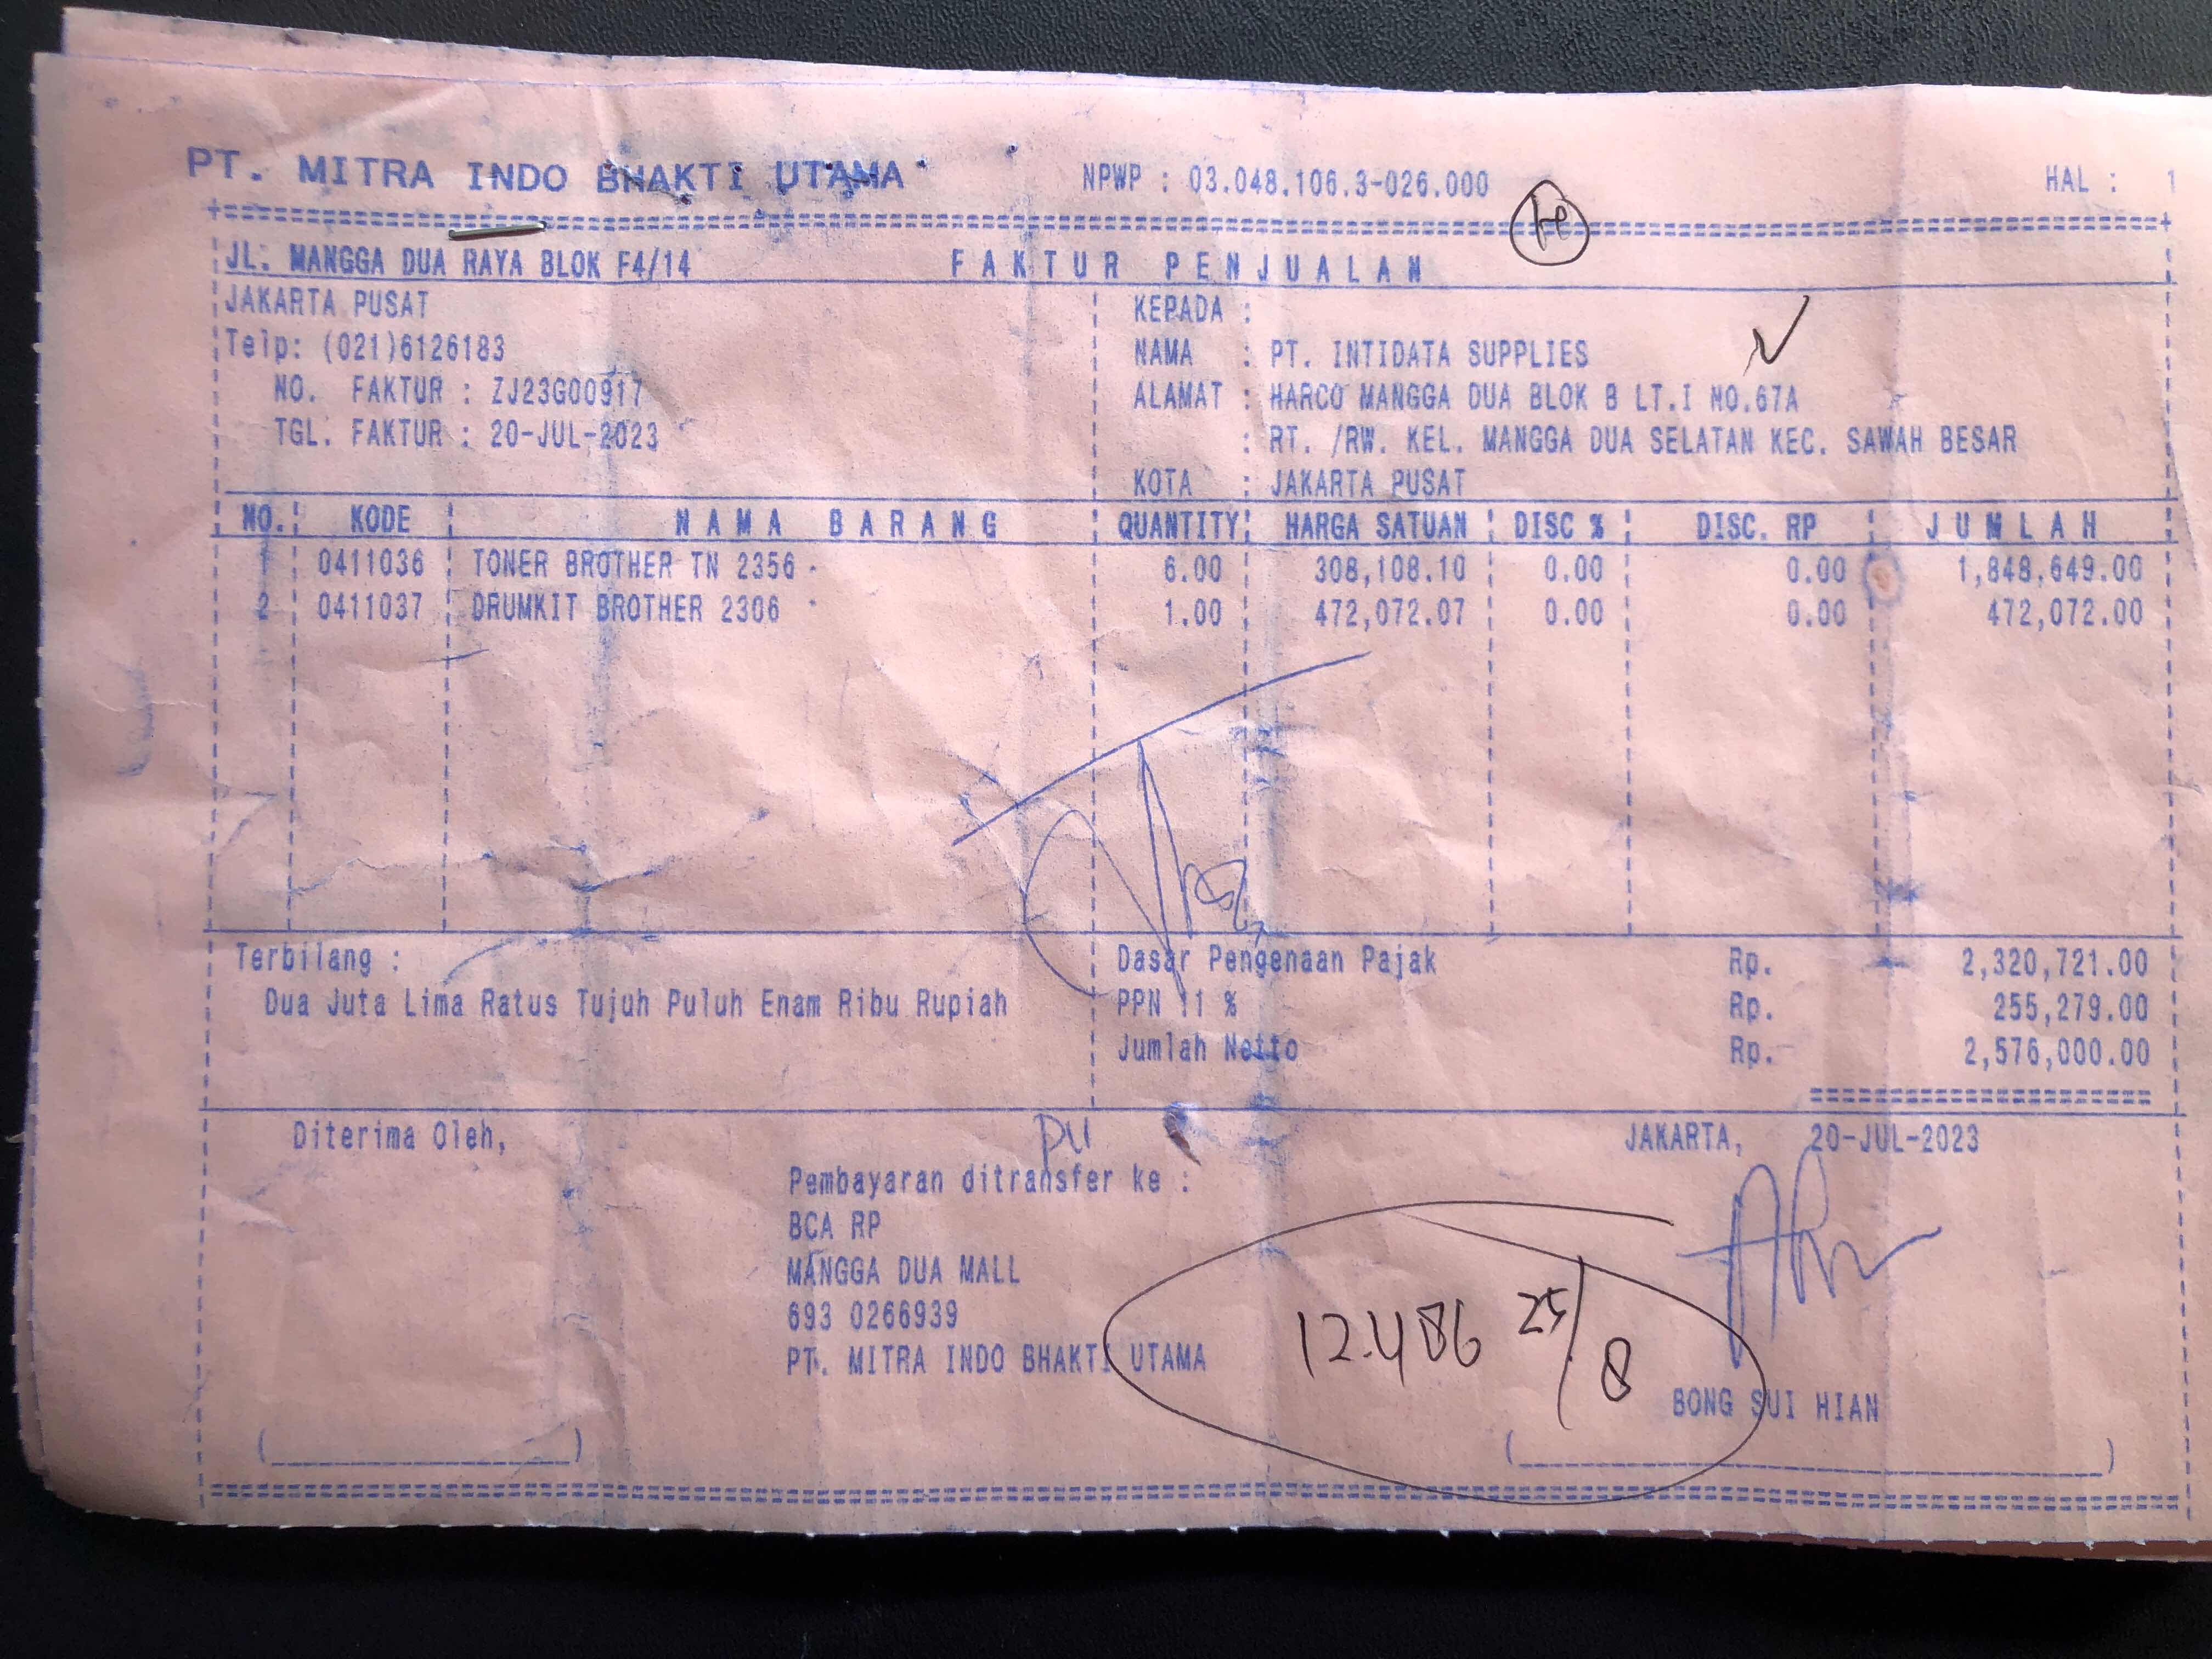 PT. MITRA INDO BHAKTI UTAMA NPWP : 03.048.106.3-026.000 HAL : 1
JL. MANGGA DUA RAYA BLOK F4/14 FAKTUR PENJUALAN
JAKARTA PUSAT KEPADA :
Telp: (021)6126183 NAMA : PT. INTIDATA SUPPLIES
NO. FAKTUR : ZJ23G00917 ALAMAT : HARCO MANGGA DUA BLOK B LT.I NO.67A
TGL. FAKTUR : 20-JUL-2023 : RT. /RW. KEL. MANGGA DUA SELATAN KEC. SAWAH BESAR
KOTA : JAKARTA PUSAT
NO. KODE NAMA BARANG QUANTITY HARGA SATUAN DISC % DISC. RP JUMLAH
1 0411036 TONER BROTHER TN 2356 6.00 308,108.10 0.00 0.00 1,848,649.00
2 0411037 DRUMKIT BROTHER 2306 1.00 472,072.07 0.00 0.00 472,072.00
Terbilang : Dasar Pengenaan Pajak Rp. 2,320,721.00
Dua Juta Lima Ratus Tujuh Puluh Enam Ribu Rupiah PPN 11 % Rp. 255,279.00
Jumlah Netto Rp. 2,576,000.00
Diterima Oleh, JAKARTA, 20-JUL-2023
Pembayaran ditransfer ke :
BCA RP
MANGGA DUA MALL
693 0266939
PT. MITRA INDO BHAKTI UTAMA
12.486 25/8
BONG SUI HIAN